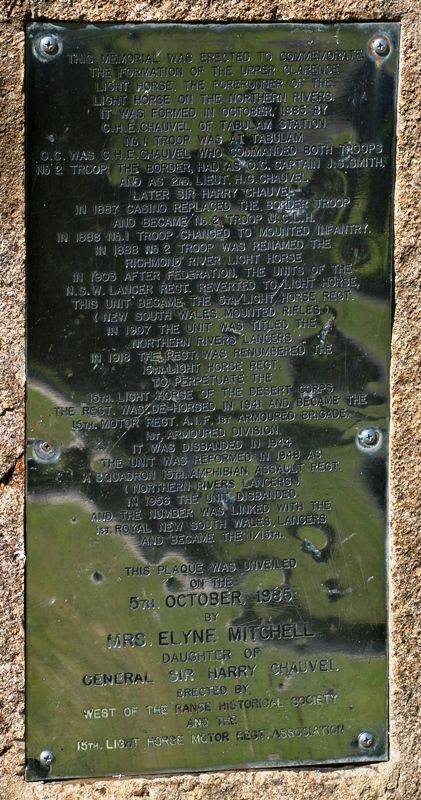 THIS MEMORIAL WAS ERECTED TO COMMEMORATE
THE FORMATION OF THE UPPER CLARENCE
LIGHT HORSE. THE FORERUNNER OF THE
LIGHT HORSE ON THE NORTHERN RIVERS.
IT WAS FORMED IN OCTOBER, 1885 BY
C.H.E. CHAUVEL OF TABULAM STATION
No 1 TROOP WAS AT TABULAM
O.C. WAS C.H.E. CHAUVEL WHO COMMANDED BOTH TROOPS
No 2 TROOP, THE BORDER, HAD AS O.C. CAPTAIN J.S. SMITH,
AND AS 2ND. LIEUT. H.G. CHAUVEL
(LATER SIR HARRY CHAUVEL)
IN 1887 CASINO REPLACED THE BORDER TROOP
AND BECAME No.2 TROOP U.C.L.H.
IN 1888 No.1 TROOP CHANGED TO MOUNTED INFANTRY.
IN 1888 No 2 TROOP WAS RENAMED THE
RICHMOND RIVER LIGHT HORSE
IN 1903 AFTER FEDERATION, THE UNITS OF THE
N.S.W. LANCER REGT. REVERTED TO LIGHT HORSE,
THIS UNIT BECAME THE 5TH LIGHT HORSE REGT.
(NEW SOUTH WALES MOUNTED RIFLES)
IN 1907 THE UNIT WAS TITLED THE
NORTHERN RIVERS LANCERS
IN 1918 THE REGT. WAS RENUMBERED THE
15TH LIGHT HORSE REGT.
TO PERPETUATE THE
15TH. LIGHT HORSE OF THE DESERT CORPS.
THE REGT. WAS DE-HORSED IN 1941 AND BECAME THE
15TH. MOTOR REGT. A.I.F. 1ST ARMOURED BRIGADE,
1ST. ARMOURED DIVISION.
IT WAS DISBANDED IN 1944
THE UNIT WAS REFORMED IN 1948 AS
A SQUADRON 15TH. AMPHIBIAN ASSAULT REGT.
(NORTHERN RIVERS LANCERS)
IN 1956 THE UNIT DISBANDED
AND THE NUMBER WAS LINKED WITH THE
1ST. ROYAL NEW SOUTH WALES LANCERS
AND BECAME THE 1/15TH.
THIS PLAQUE WAS UNVEILED
ON THE
5TH. OCTOBER 1985
BY
MRS. ELYNE MITCHELL
DAUGHTER OF
GENERAL SIR HARRY CHAUVEL.
ERECTED BY
WEST OF THE RANGE HISTORICAL SOCIETY
AND THE
15TH. LIGHT HORSE MOTOR REGT. ASSOCIATION